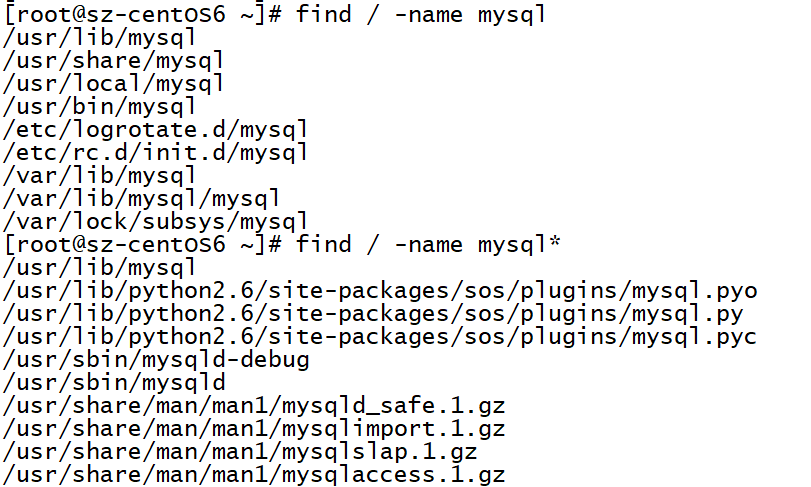 [root@sz-centOS6 ~]# find / -name mysql
/usr/lib/mysql
/usr/share/mysql
/usr/local/mysql
/usr/bin/mysql
/etc/logrotate.d/mysql
/etc/rc.d/init.d/mysql
/var/lib/mysql
/var/lib/mysql/mysql
/var/lock/subsys/mysql
[root@sz-centOS6 ~]# find / -name mysql*
/usr/lib/mysql
/usr/lib/python2.6/site-packages/sos/plugins/mysql.pyo
/usr/lib/python2.6/site-packages/sos/plugins/mysql.py
/usr/lib/python2.6/site-packages/sos/plugins/mysql.pyc
/usr/sbin/mysqld-debug
/usr/sbin/mysqld
/usr/share/man/man1/mysqld_safe.1.gz
/usr/share/man/man1/mysqlimport.1.gz
/usr/share/man/man1/mysqlslap.1.gz
/usr/share/man/man1/mysqlaccess.1.gz